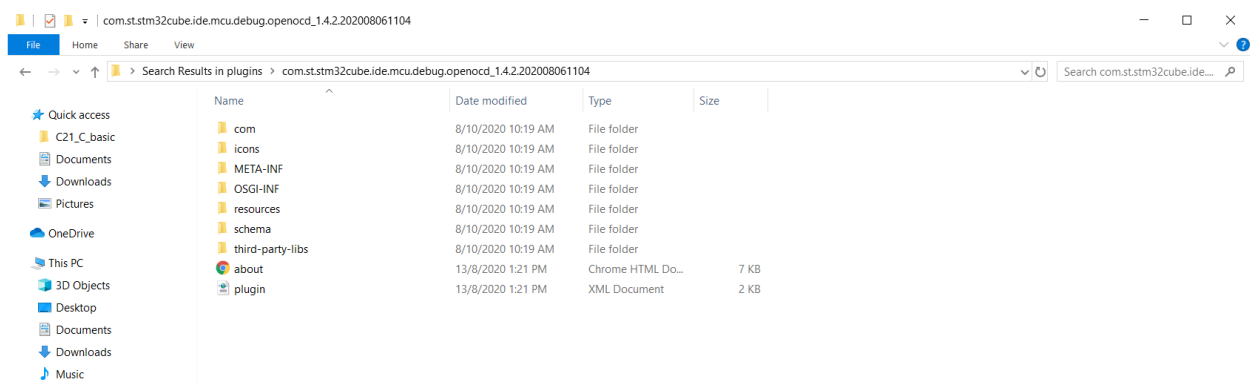 com.st.stm32cube.ide.mcu.debug.openocd_1.4.2.202008061104
File Home Share View
Search Results in plugins > com.st.stm32cube.ide.mcu.debug.openocd_1.4.2.202008061104 Search com.st.stm32cube.ide....
Name Date modified Type Size
Quick access
C21_C_basic
Documents
Downloads
Pictures
OneDrive
This PC
3D Objects
Desktop
Documents
Downloads
Music
com 8/10/2020 10:19 AM File folder
icons 8/10/2020 10:19 AM File folder
META-INF 8/10/2020 10:19 AM File folder
OSGI-INF 8/10/2020 10:19 AM File folder
resources 8/10/2020 10:19 AM File folder
schema 8/10/2020 10:19 AM File folder
third-party-libs 8/10/2020 10:19 AM File folder
about 13/8/2020 1:21 PM Chrome HTML Do... 7 KB
plugin 13/8/2020 1:21 PM XML Document 2 KB